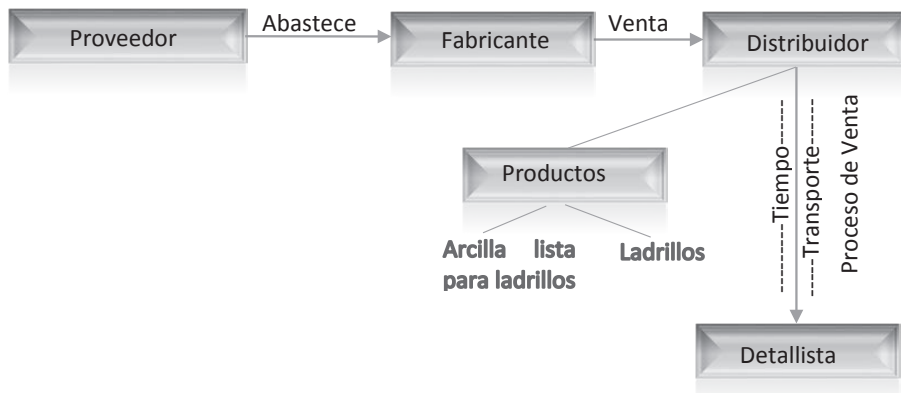 Proveedor
Abastece
Fabricante
Venta
Distribuidor
Productos
Arcilla lista
para ladrillos
Ladrillos
------Tiempo------
------Transporte------
Proceso de Venta
Detallista